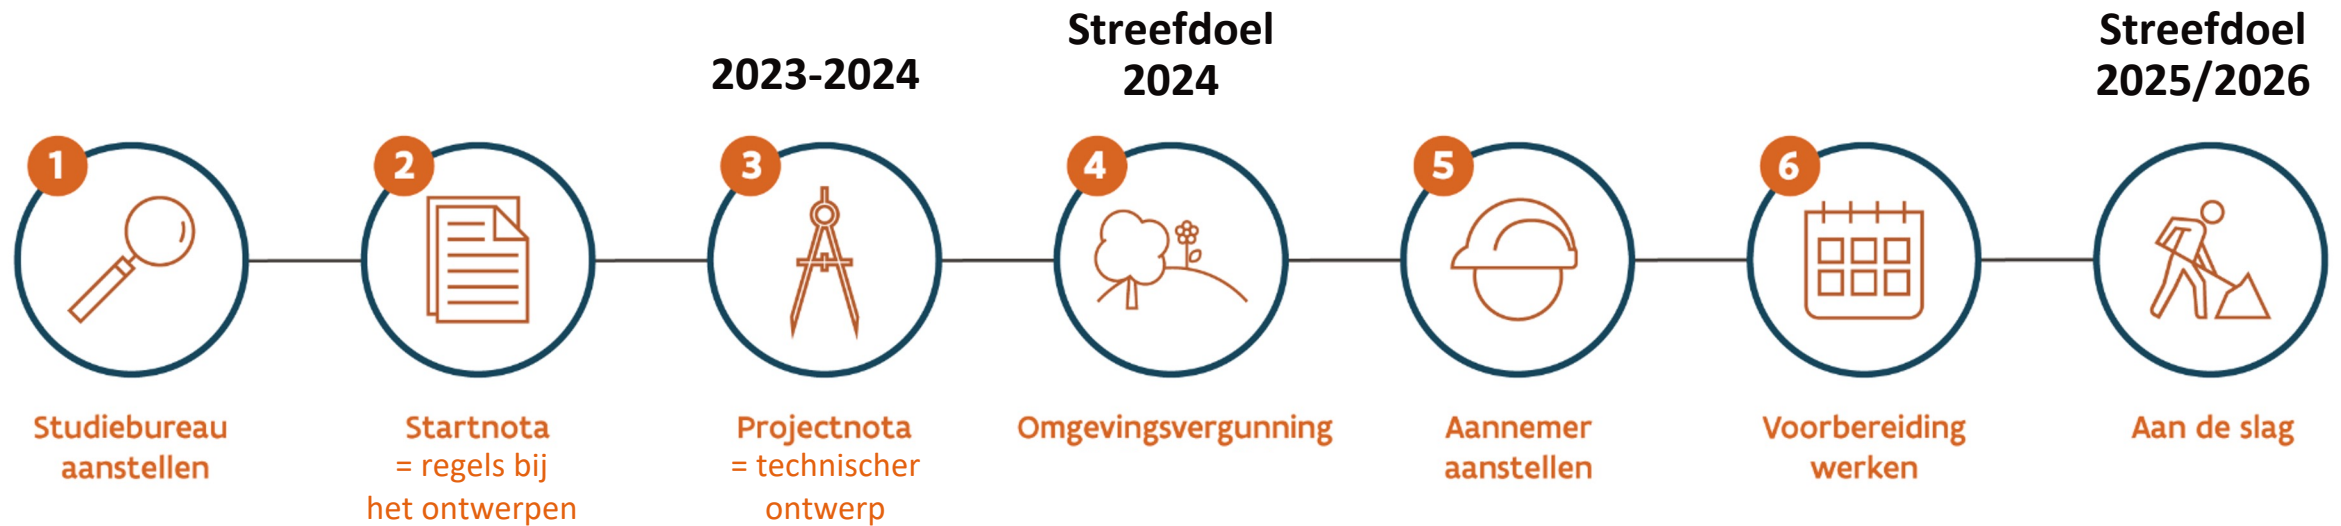 2023-2024
Streefdoel
2024
Streefdoel
2025/2026
1
2
3
4
5
6
Studiebureau
aanstellen
Startnota
= regels bij
het ontwerpen
Projectnota
= technischer
ontwerp
Omgevingsvergunning
Aannemer
aanstellen
Voorbereiding
werken
Aan de slag